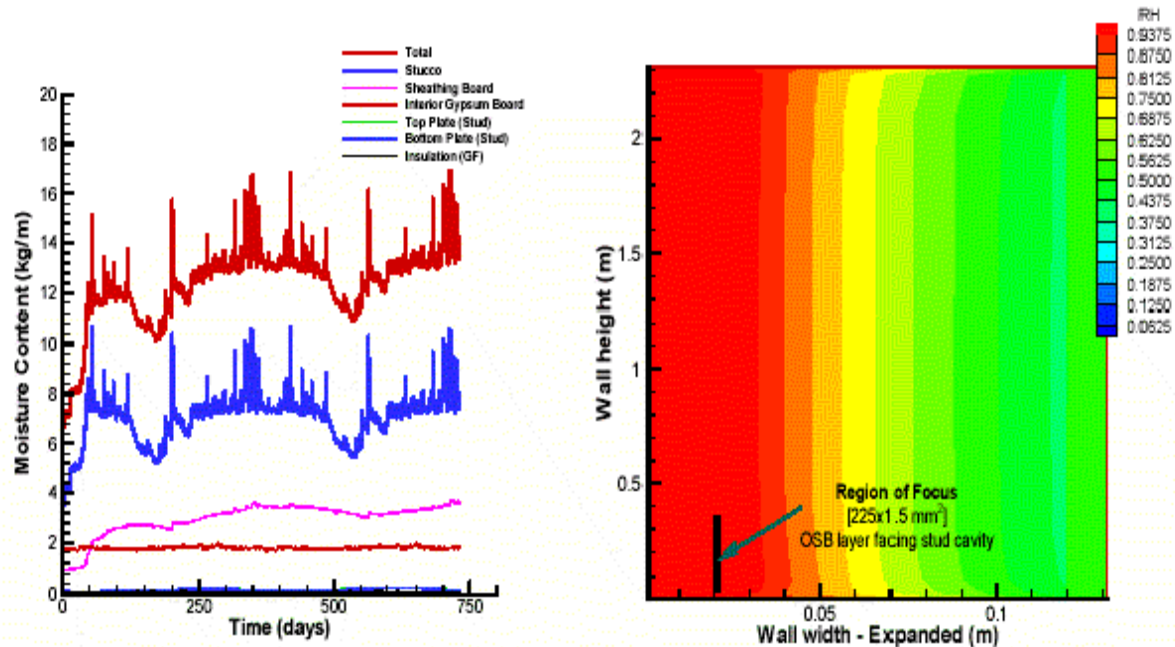 Total
Stucco
Sheathing Board
Interior Gypsum Board
Top Plate (Stud)
Bottom Plate (Stud)
Insulation (GF)
20
18
16
14
12
10
8
6
4
2
0
Moisture Content (kg/m)
0 250 500 750
Time (days)
RH
0.9375
0.8750
0.8125
0.7500
0.6875
0.6250
0.5625
0.5000
0.4375
0.3125
0.2500
0.1875
0.1250
0.0625
2
1.5
1
0.5
Wall height (m)
Region of Focus
[225x1.5 mm²]
OSB layer facing stud cavity
0.05 0.1
Wall width - Expanded (m)